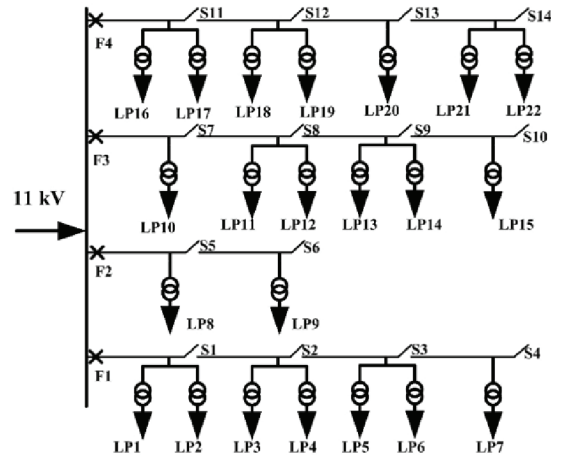 S11 S12 S13 S14
F4
LP16 LP17 LP18 LP19 LP20 LP21 LP22
S7 S8 S9 S10
F3
11 kV
LP10 LP11 LP12 LP13 LP14 LP15
S5 S6
F2
LP8 LP9
S1 S2 S3 S4
F1
LP1 LP2 LP3 LP4 LP5 LP6 LP7